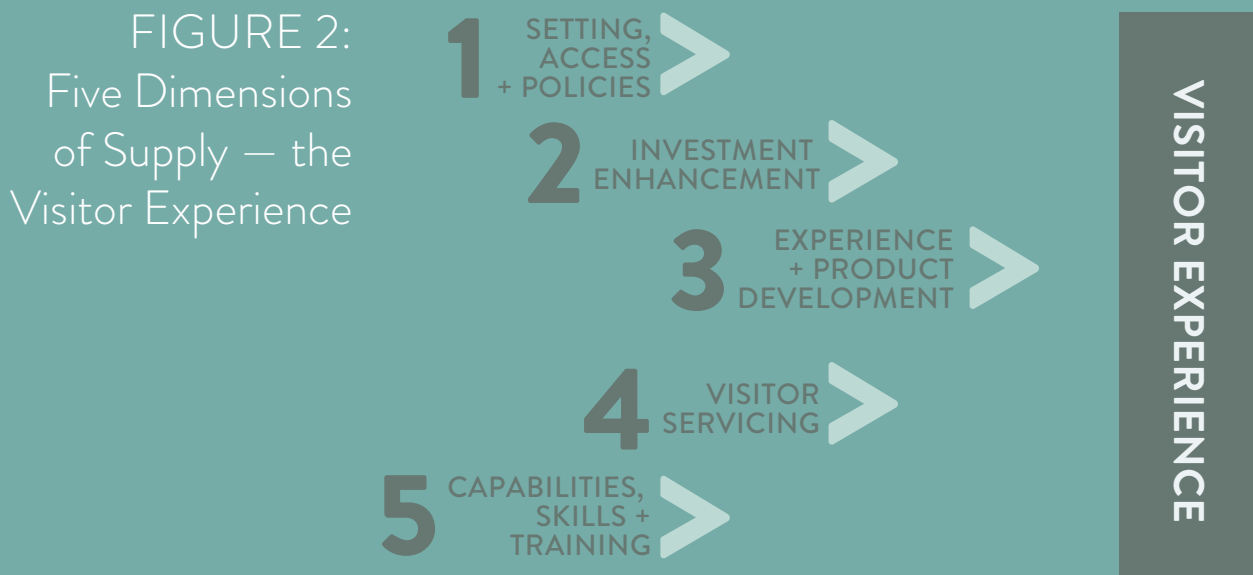 FIGURE 2:
Five Dimensions
of Supply — the
Visitor Experience
1
SETTING,
ACCESS
+ POLICIES
2
INVESTMENT
ENHANCEMENT
3
EXPERIENCE
+ PRODUCT
DEVELOPMENT
4
VISITOR
SERVICING
5
CAPABILITIES,
SKILLS +
TRAINING
VISITOR EXPERIENCE